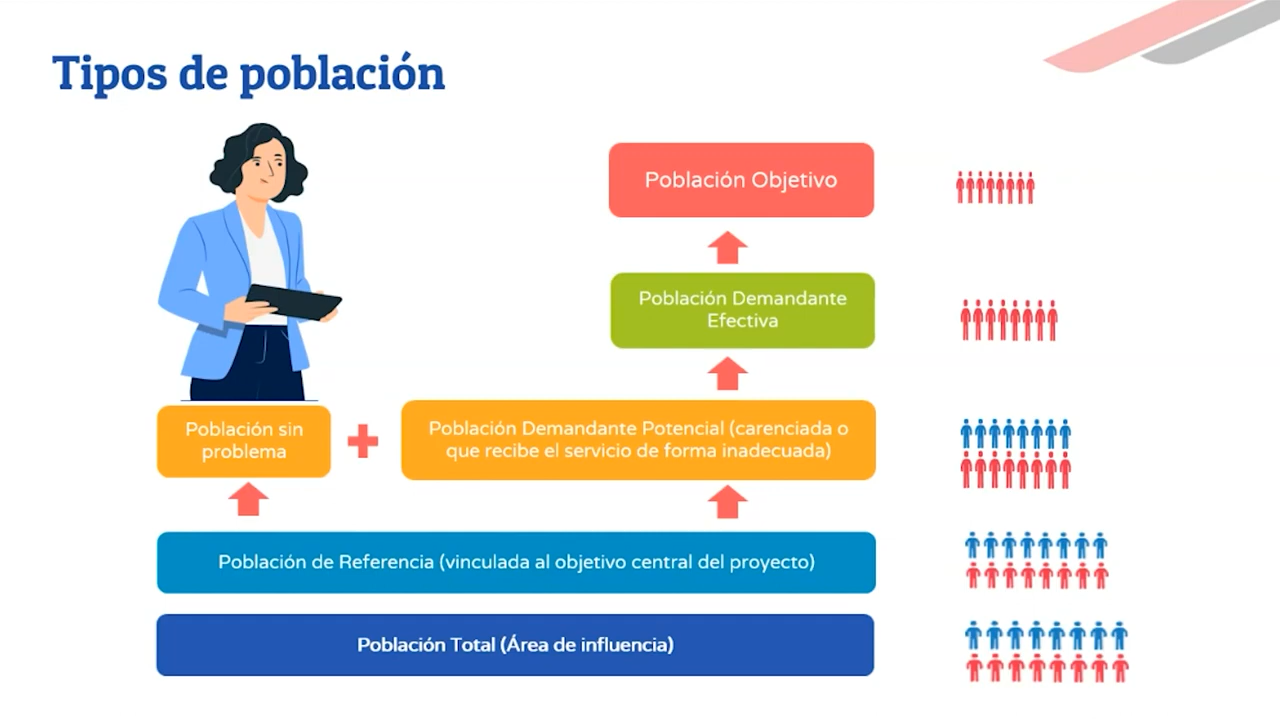 Tipos de población
Población Objetivo
Población Demandante
Efectiva
Población sin
problema
Población Demandante Potencial (carenciada o
que recibe el servicio de forma inadecuada)
Población de Referencia (vinculada al objetivo central del proyecto)
Población Total (Área de influencia)